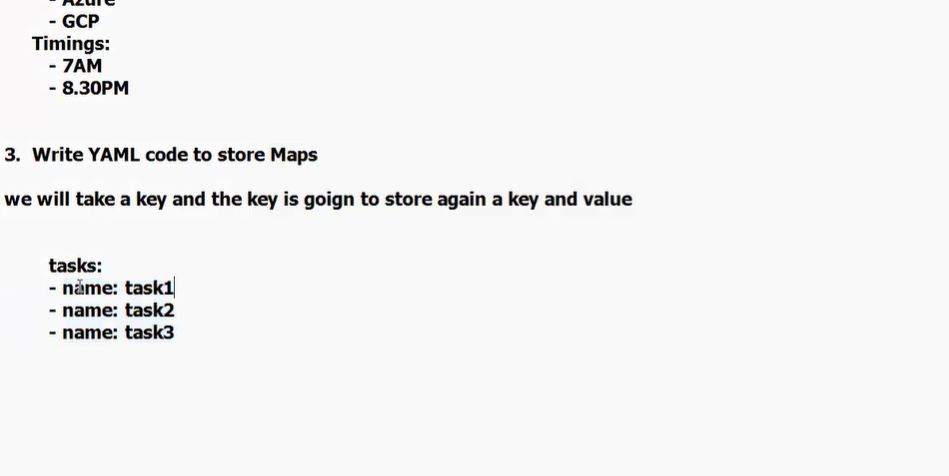 - Azure
- GCP
Timings:
- 7AM
- 8.30PM
3. Write YAML code to store Maps
we will take a key and the key is goign to store again a key and value
tasks:
- name: task1
- name: task2
- name: task3